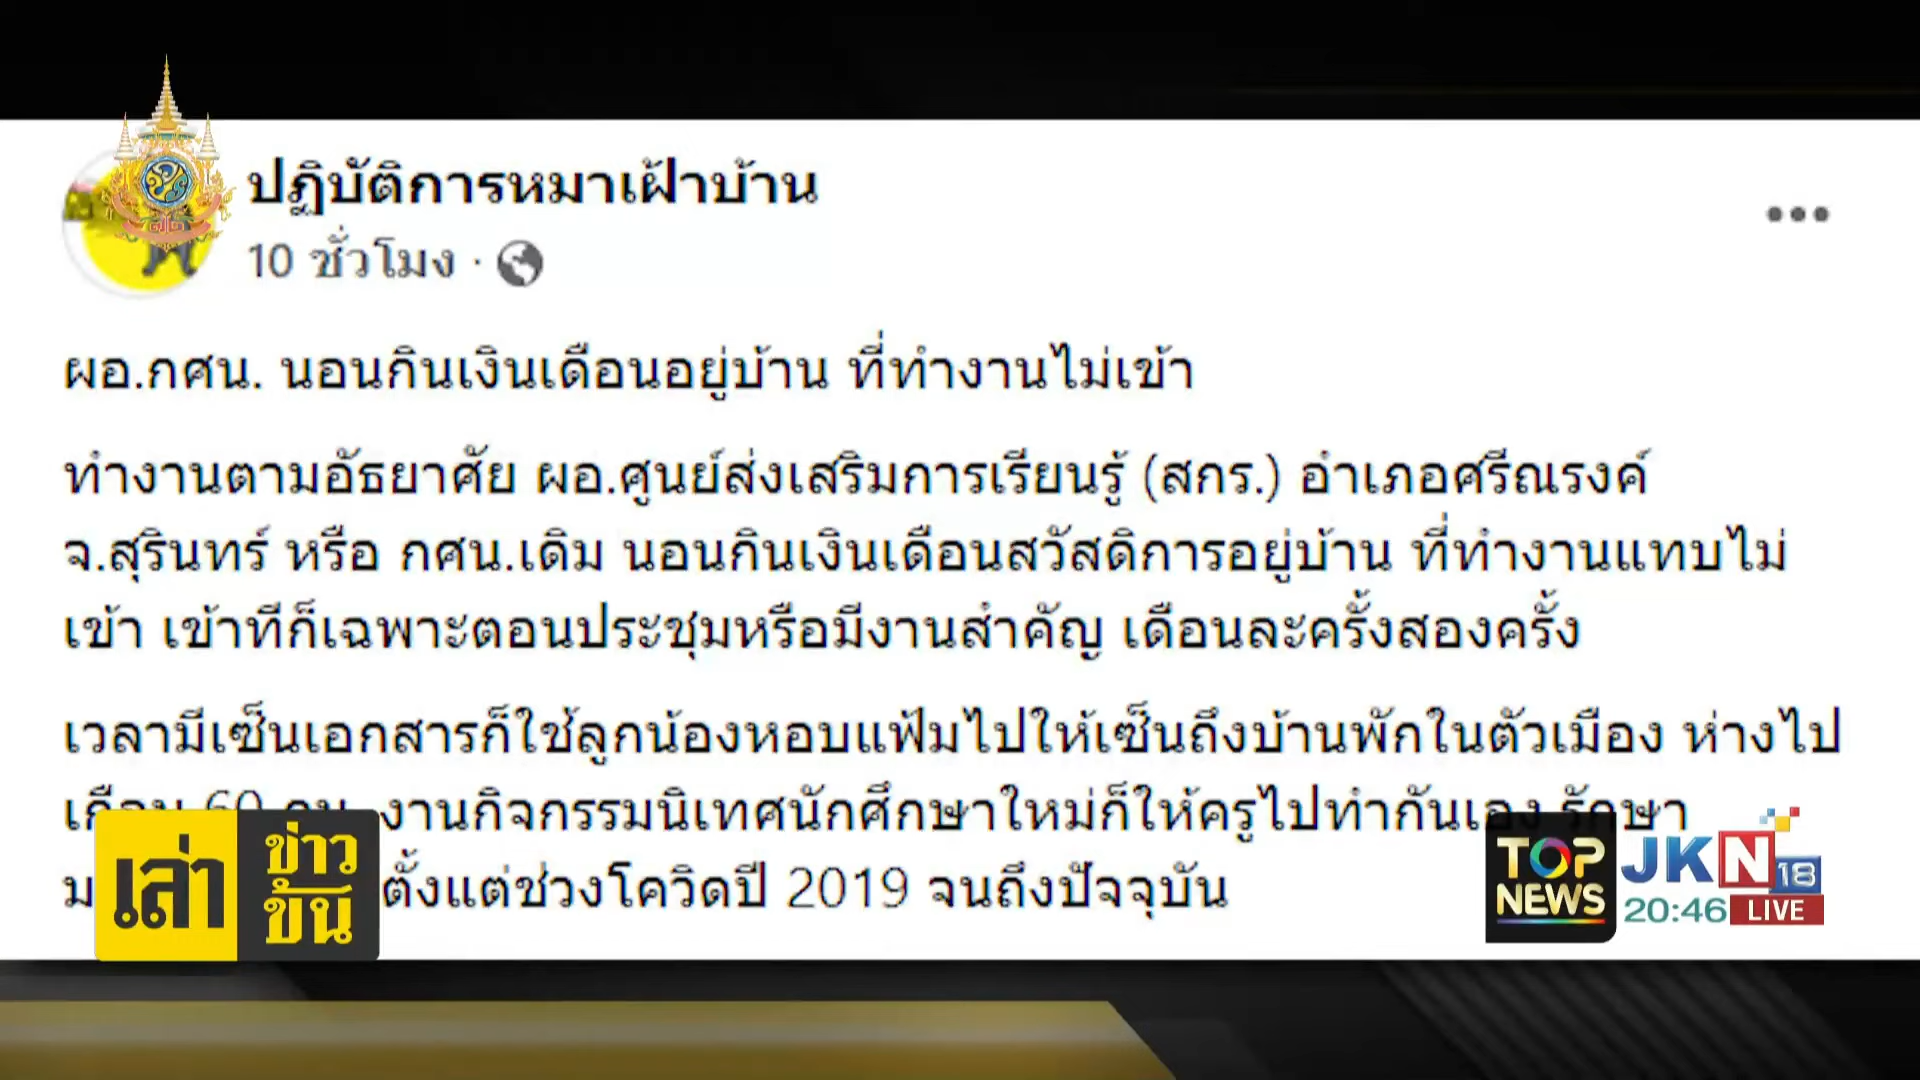 ปฏิบัติการหมาเฝ้าบ้าน
10 ชั่วโมง ·
ผอ.กศน. นอนกินเงินเดือนอยู่บ้าน ที่ทำงานไม่เข้า
ทำงานตามอัธยาศัย ผอ.ศูนย์ส่งเสริมการเรียนรู้ (สกร.) อำเภอศรีณรงค์
จ.สุรินทร์ หรือ กศน.เดิม นอนกินเงินเดือนสวัสดิการอยู่บ้าน ที่ทำงานแทบไม่
เข้า เข้าทีก็เฉพาะตอนประชุมหรือมีงานสำคัญ เดือนละครั้งสองครั้ง
เวลามีเซ็นเอกสารก็ใช้ลูกน้องหอบแฟ้มไปให้เซ็นถึงบ้านพักในตัวเมือง ห่างไป
งานกิจกรรมนิเทศนักศึกษาใหม่ก็ให้ครูไปทำกันเอง รักษา
ตั้งแต่ช่วงโควิดปี 2019 จนถึงปัจจุบัน
เล่า
ข่าว
ข้น
TOP
NEWS
JKN18
20:46 LIVE